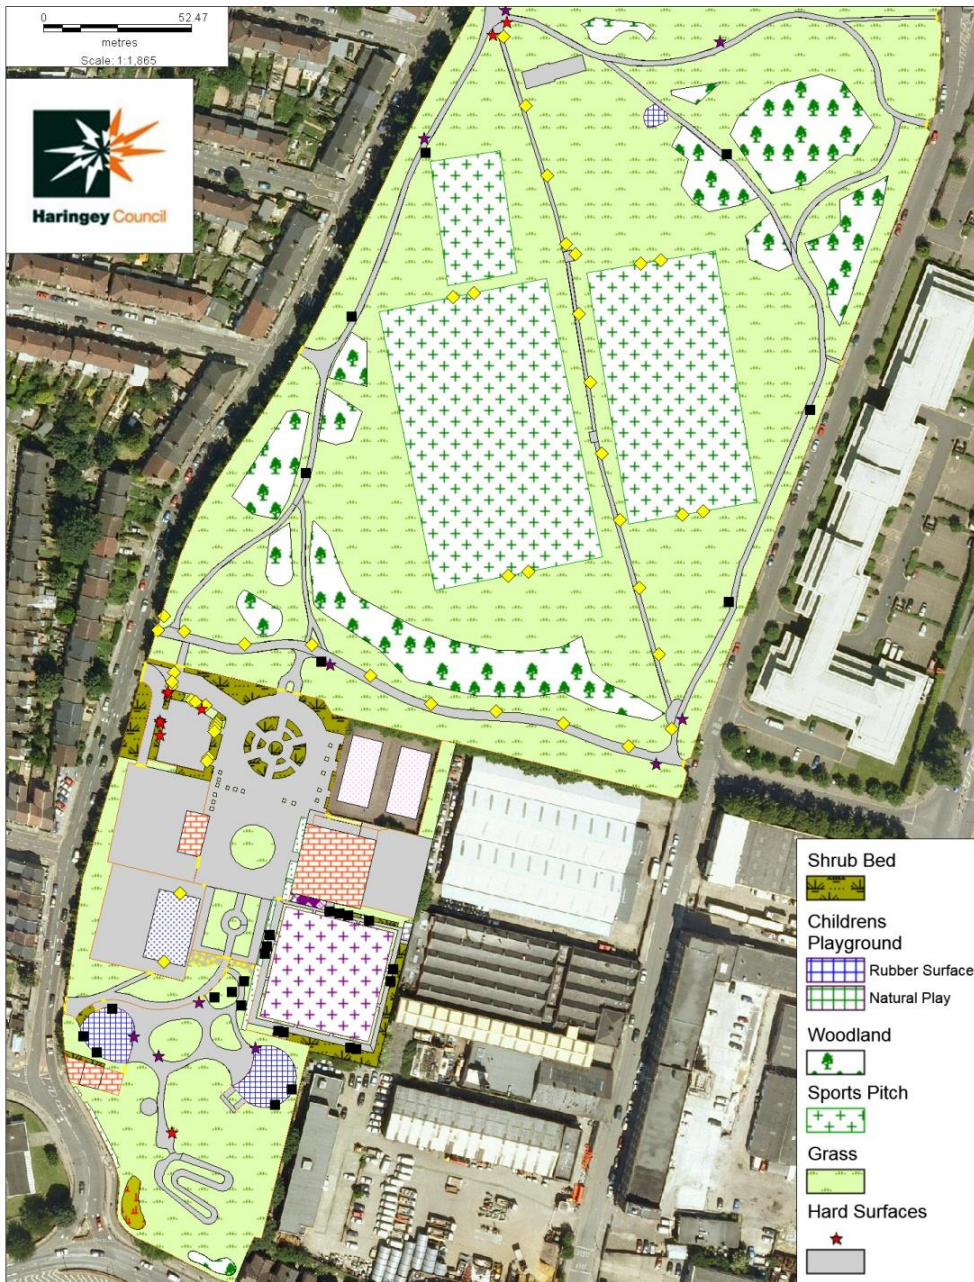 0 52.47
metres
Scale: 1:1,865
Haringey Council
Shrub Bed
Childrens
Playground
Rubber Surface
Natural Play
Woodland
Sports Pitch
Grass
Hard Surfaces